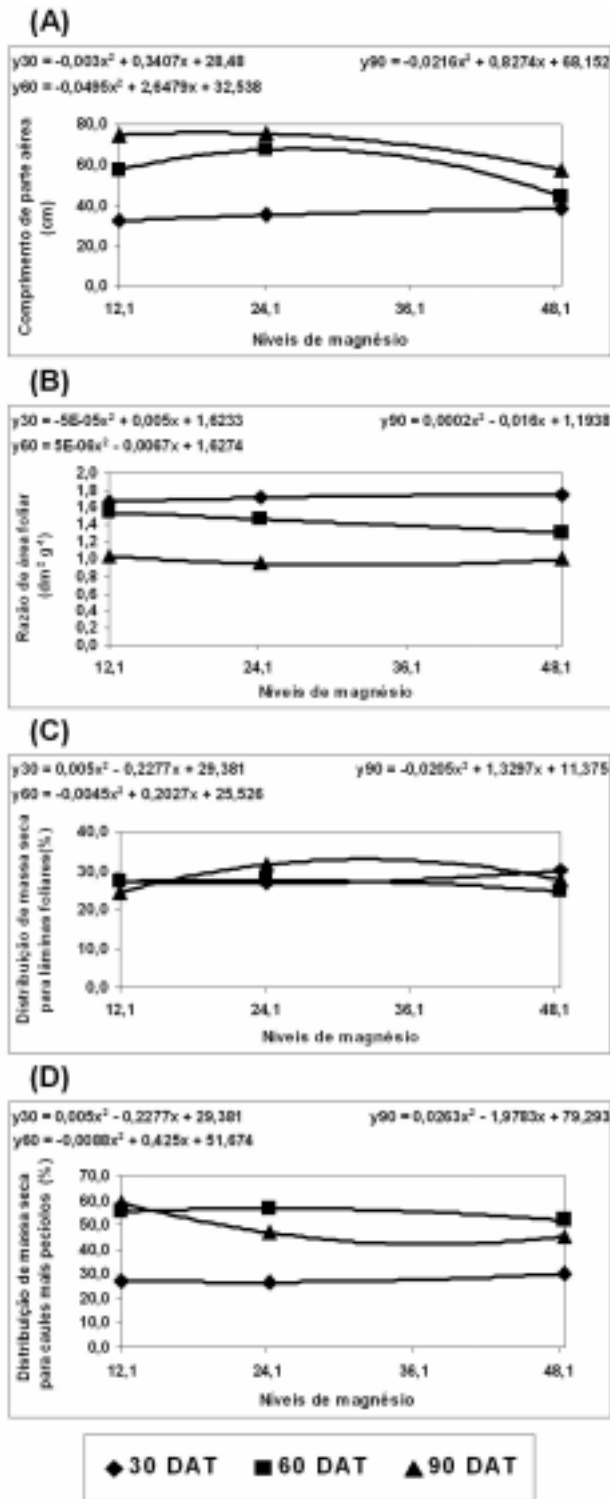 (A)
y30 = -0,003x² + 0,3407x + 28,48 y90 = -0,0216x² + 0,8274x + 68,152
y60 = -0,0495x² + 2,6479x + 32,538
Comprimento de parte aérea (cm)
80,0
60,0
40,0
20,0
0,0
12,1 24,1 36,1 48,1
Níveis de magnésio
(B)
y30 = -5E-05x² + 0,005x + 1,6233 y90 = 0,0002x² - 0,016x + 1,1938
y60 = 5E-06x² - 0,0067x + 1,6274
Razão de área foliar (dm² g⁻¹)
2,0
1,8
1,6
1,4
1,2
1,0
0,8
0,6
0,4
0,2
0,0
12,1 24,1 36,1 48,1
Níveis de magnésio
(C)
y30 = 0,005x² - 0,2277x + 29,381 y90 = -0,0205x² + 1,3297x + 11,375
y60 = -0,0045x² + 0,2027x + 25,526
Distribuição de massa seca para lâminas foliares(%)
40,0
30,0
20,0
10,0
0,0
12,1 24,1 36,1 48,1
Níveis de magnésio
(D)
y30 = 0,005x² - 0,2277x + 29,381 y90 = 0,0263x² - 1,9783x + 79,293
y60 = -0,0088x² + 0,425x + 51,674
Distribuição de massa seca para caules mais pecíolos (%)
70,0
60,0
50,0
40,0
30,0
20,0
10,0
0,0
12,1 24,1 36,1 48,1
Níveis de magnésio
30 DAT 60 DAT 90 DAT